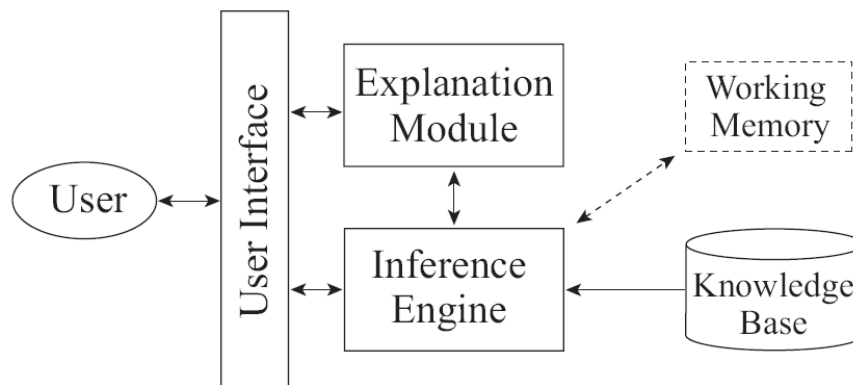 User
User Interface
Explanation
Module
Inference
Engine
Working
Memory
Knowledge
Base